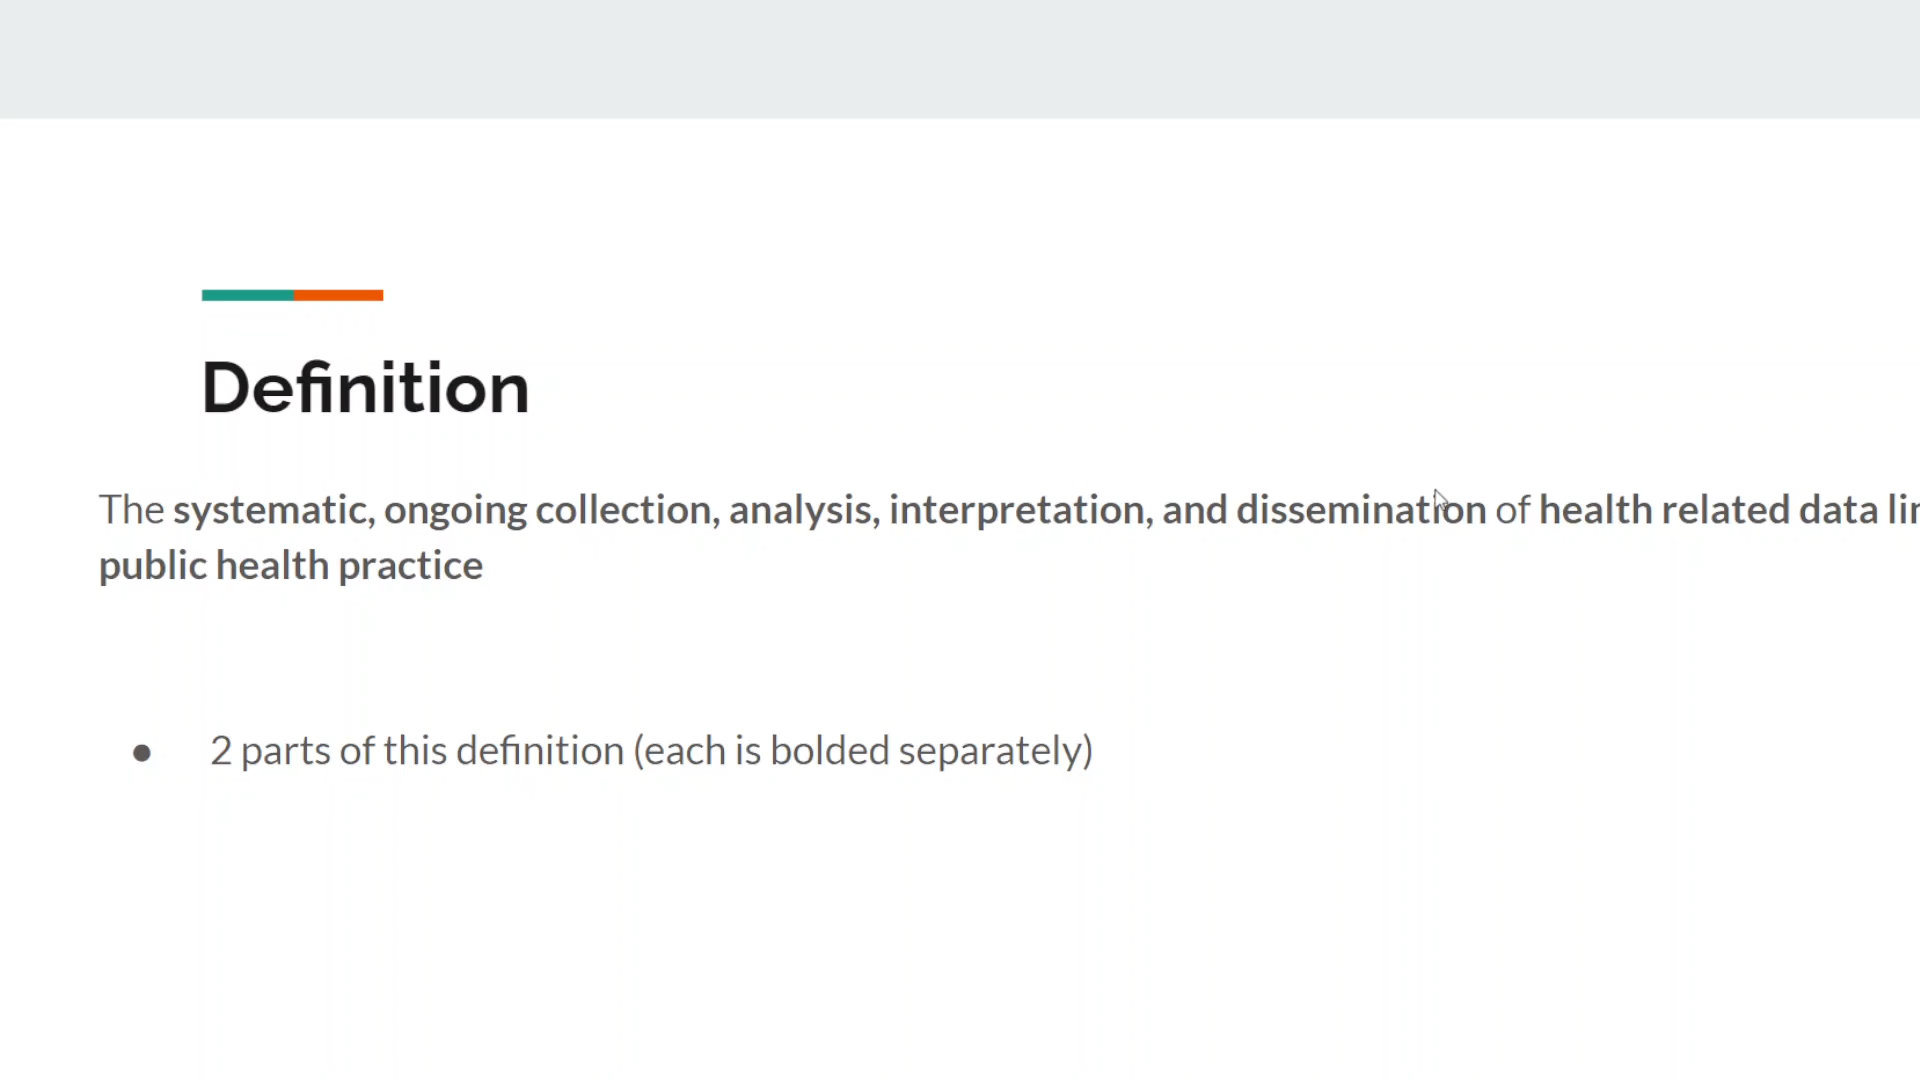 Definition
The systematic, ongoing collection, analysis, interpretation, and dissemination of health related data
public health practice
● 2 parts of this definition (each is bolded separately)